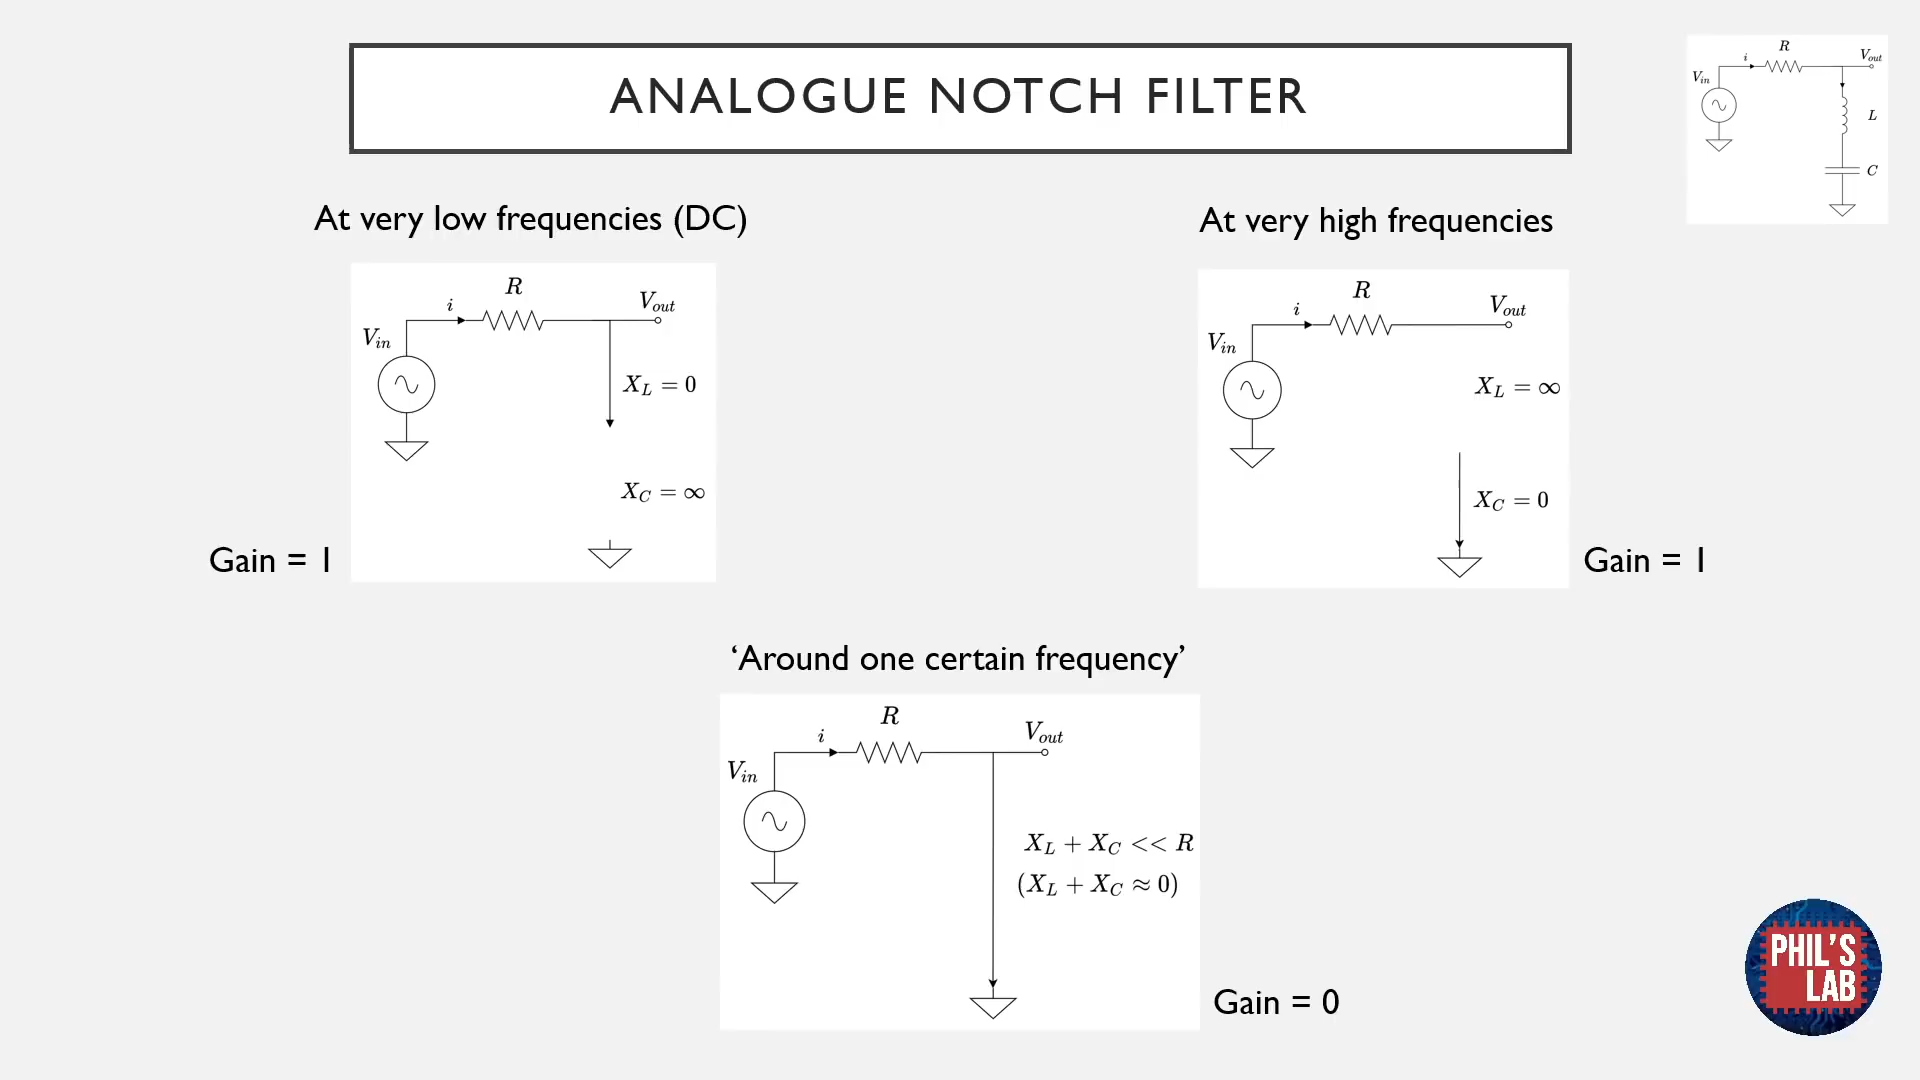 ANALOGUE NOTCH FILTER
R
i
V_out
V_in
L
C
At very low frequencies (DC)
R
i
V_out
V_in
X_L = 0
X_C = ∞
Gain = 1
At very high frequencies
R
i
V_out
V_in
X_L = ∞
X_C = 0
Gain = 1
‘Around one certain frequency’
R
i
V_out
V_in
X_L + X_C << R
(X_L + X_C ≈ 0)
Gain = 0
PHIL'S
LAB